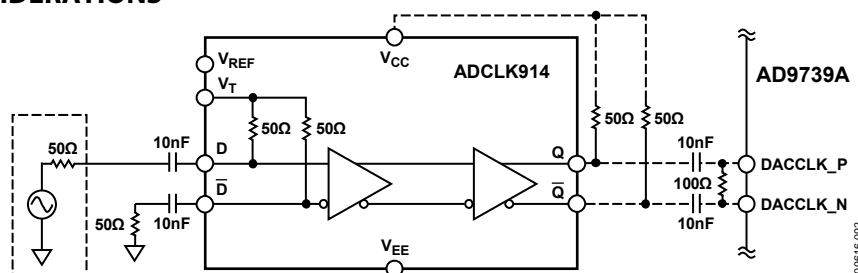 V_REF
V_T
V_CC
ADCLK914
AD9739A
50Ω
50Ω
50Ω
50Ω
10nF
50Ω
10nF
D
Q
DACCLK_P
100Ω
D̅
Q̅
DACCLK_N
50Ω
10nF
10nF
V_EE